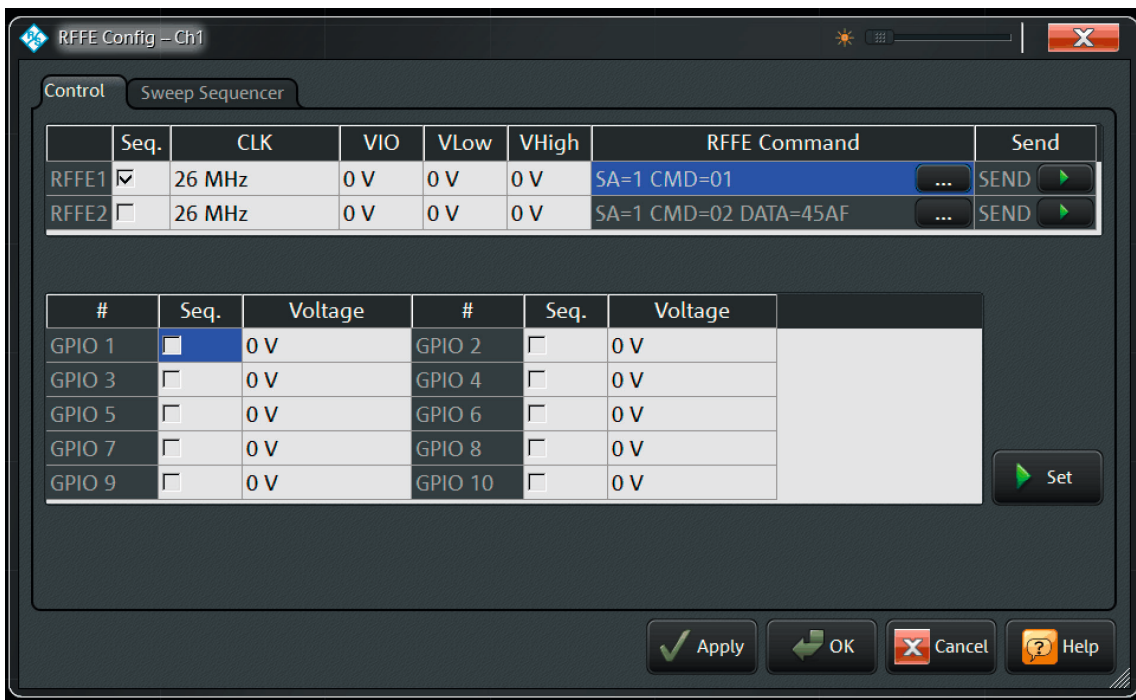 RFFE Config – Ch1
Control Sweep Sequencer
Seq. CLK VIO VLow VHigh RFFE Command Send
RFFE1 26 MHz 0 V 0 V 0 V SA=1 CMD=01 ... SEND
RFFE2 26 MHz 0 V 0 V 0 V SA=1 CMD=02 DATA=45AF ... SEND
# Seq. Voltage # Seq. Voltage
GPIO 1 0 V GPIO 2 0 V
GPIO 3 0 V GPIO 4 0 V
GPIO 5 0 V GPIO 6 0 V
GPIO 7 0 V GPIO 8 0 V
GPIO 9 0 V GPIO 10 0 V
Set
Apply OK Cancel Help